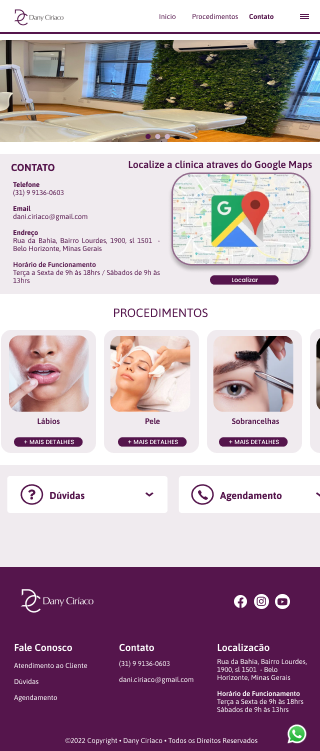 Dany Ciríaco
Início Procedimentos Contato
CONTATO
Localize a clinica atraves do Google Maps
Telefone
(31) 9 9136-0603
Email
dani.ciriaco@gmail.com
Endreço
Rua da Bahia, Bairro Lourdes, 1900, sl 1501 -
Belo Horizonte, Minas Gerais
Horário de Funcionamento
Terça a Sexta de 9h às 18hrs / Sábados de 9h às
13hrs
G
Localizar
PROCEDIMENTOS
Lábios
+ MAIS DETALHES
Pele
+ MAIS DETALHES
Sobrancelhas
+ MAIS DETALHES
? Dúvidas
Agendamento
Dany Ciríaco
Fale Conosco
Atendimento ao Cliente
Dúvidas
Agendamento
Contato
(31) 9 9136-0603
dani.ciriaco@gmail.com
Localizacão
Rua da Bahia, Bairro Lourdes,
1900, sl 1501 - Belo
Horizonte, Minas Gerais
Horário de Funcionamento
Terça a Sexta de 9h às 18hrs
Sábados de 9h às 13hrs
©2022 Copyright • Dany Ciríaco • Todos os Direitos Reservados